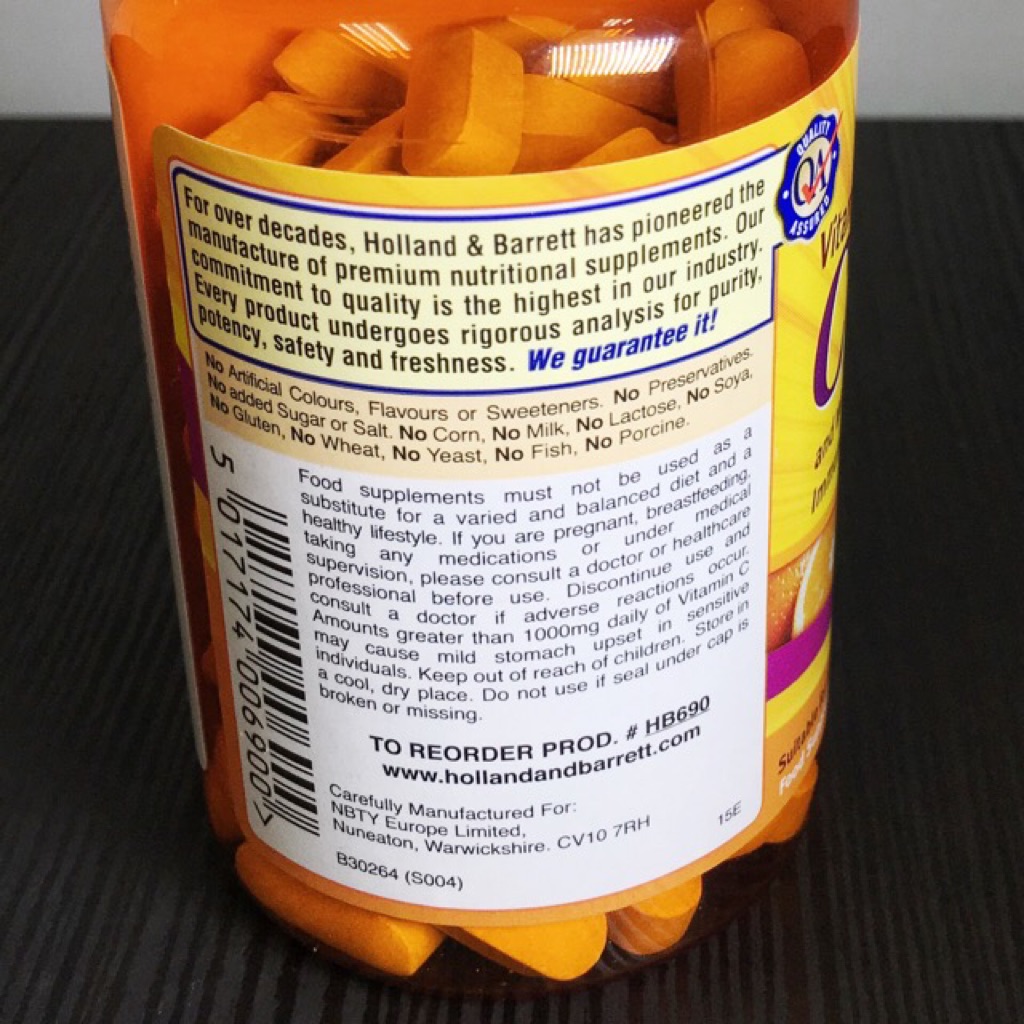 For over decades, Holland & Barrett has pioneered the
manufacture of premium nutritional supplements. Our
commitment to quality is the highest in our industry.
Every product undergoes rigorous analysis for purity,
potency, safety and freshness. We guarantee it!
No Artificial Colours, Flavours or Sweeteners. No Preservatives.
No added Sugar or Salt. No Corn, No Milk, No Lactose, No Soya,
No Gluten, No Wheat, No Yeast, No Fish, No Porcine.
Food supplements must not be used as a
substitute for a varied and balanced diet and a
healthy lifestyle. If you are pregnant, breastfeeding,
taking any medications or under medical
supervision, please consult a doctor or healthcare
professional before use. Discontinue use and
consult a doctor if adverse reactions occur.
Amounts greater than 1000mg daily of Vitamin C
may cause mild stomach upset in sensitive
individuals. Keep out of reach of children. Store in
a cool, dry place. Do not use if seal under cap is
broken or missing.
TO REORDER PROD. # HB690
www.hollandandbarrett.com
Carefully Manufactured For:
NBTY Europe Limited,
Nuneaton, Warwickshire. CV10 7RH
15E
B30264 (S004)
5 017174 006900>
QUALITY
QA
ASSURED